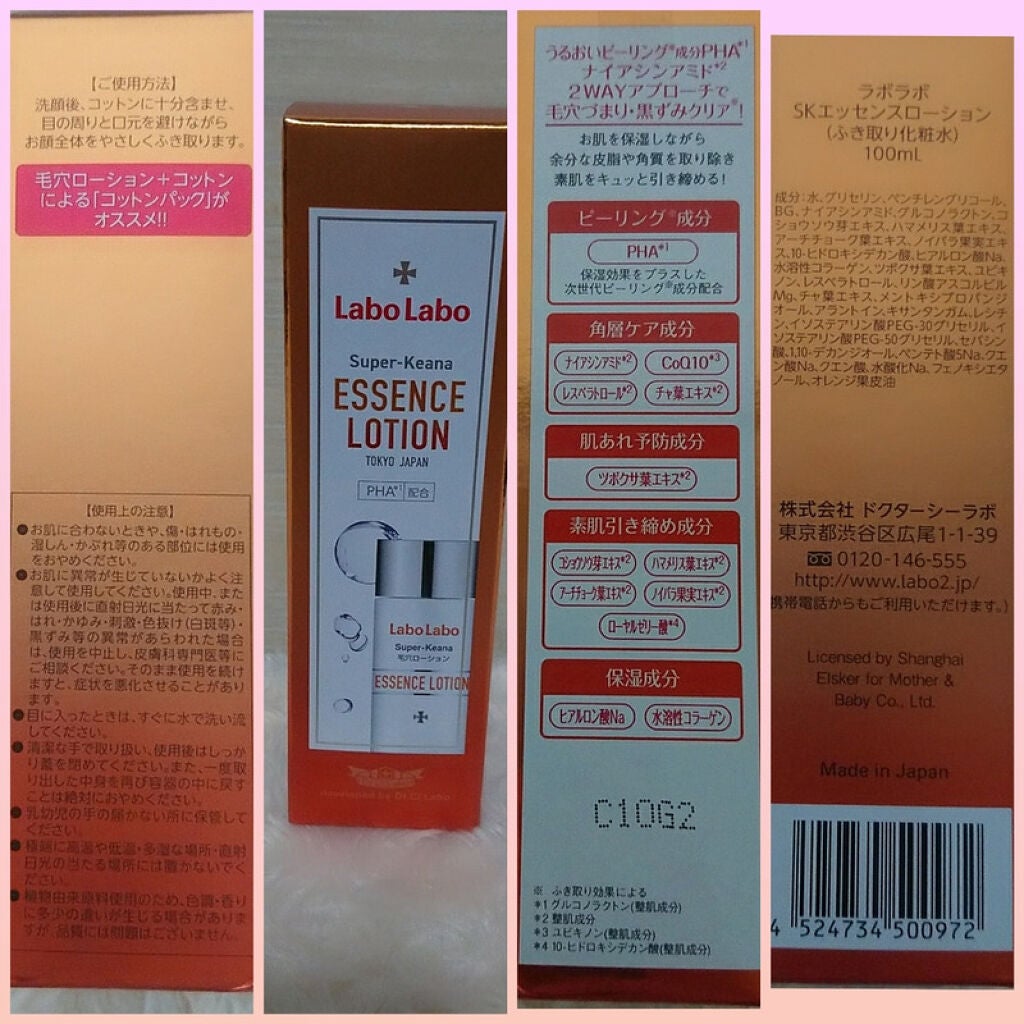 【ご使用方法】
洗顔後、コットンに十分含ませ、
目の周りと口元を避けながら
お顔全体をやさしくふき取ります。
毛穴ローション+コットン
による「コットンパック」が
オススメ!!
【使用上の注意】
●お肌に合わないときや、傷・はれもの・
湿しん・かぶれ等のある部位には使用
をおやめください。
●お肌に異常が生じていないかよく注
意して使用してください。使用中、また
は使用後に直射日光に当たって赤み・
はれ・かゆみ・刺激・色抜け(白斑等)・
黒ずみ等の異常があらわれた場合
は、使用を中止し、皮膚科専門医等に
ご相談ください。そのまま使用を続け
ますと、症状を悪化させることがあり
ます。
●目に入ったときは、すぐに水で洗い流
してください。
●清潔な手で取り扱い、使用後はしっか
り蓋を閉めてください。また、一度取
り出した中身を再び容器の中に戻す
ことは絶対におやめください。
●乳幼児の手の届かない所に保管して
ください。
●極端に高温や低温・多湿な場所・直射
日光の当たる場所には置かないでく
ださい。
●植物由来原料使用のため、色調・香り
に多少の違いが生じる場合がありま
すが、品質には問題はございません。
Labo Labo
Super-Keana
ESSENCE
LOTION
TOKYO JAPAN
PHA*1 配合
Labo Labo
Super-Keana
毛穴ローション
ESSENCE LOTION
developed by Dr.Ci:Labo
うるおいピーリング※成分PHA*1
ナイアシンアミド*2
2WAYアプローチで
毛穴づまり・黒ずみクリア※!
お肌を保湿しながら
余分な皮脂や角質を取り除き
素肌をキュッと引き締める!
ピーリング※成分
PHA*1
保湿効果をプラスした
次世代ピーリング※成分配合
角層ケア成分
ナイアシンアミド*2 CoQ10*3
レスベラトロール*2 チャ葉エキス*2
肌あれ予防成分
ツボクサ葉エキス*2
素肌引き締め成分
コショウソウ芽エキス*2 ハマメリス葉エキス*2
アーチチョーク葉エキス*2 ノイバラ果実エキス*2
ローヤルゼリー酸*4
保湿成分
ヒアルロン酸Na 水溶性コラーゲン
C10G2
※ ふき取り効果による
*1 グルコノラクトン(整肌成分)
*2 整肌成分
*3 ユビキノン(整肌成分)
*4 10-ヒドロキシデカン酸(整肌成分)
ラボラボ
SKエッセンスローション
(ふき取り化粧水)
100mL
成分:水、グリセリン、ペンチレングリコール、
BG、ナイアシンアミド、グルコノラクトン、コ
ショウソウ芽エキス、ハマメリス葉エキス、
アーチチョーク葉エキス、ノイバラ果実エキ
ス、10-ヒドロキシデカン酸、ヒアルロン酸Na、
水溶性コラーゲン、ツボクサ葉エキス、ユビキ
ノン、レスベラトロール、リン酸アスコルビル
Mg、チャ葉エキス、メントキシプロパンジ
オール、アラントイン、キサンタンガム、レシチ
ン、イソステアリン酸PEG-30グリセリル、イ
ソステアリン酸PEG-50グリセリル、セバシン
酸、1,10-デカンジオール、ペンテト酸5Na、クエ
ン酸Na、クエン酸、水酸化Na、フェノキシエタ
ノール、オレンジ果皮油
株式会社 ドクターシーラボ
東京都渋谷区広尾1-1-39
0120-146-555
http://www.labo2.jp/
携帯電話からもご利用いただけます。)
Licensed by Shanghai
Elsker for Mother &
Baby Co., Ltd.
Made in Japan
4 524734 500972